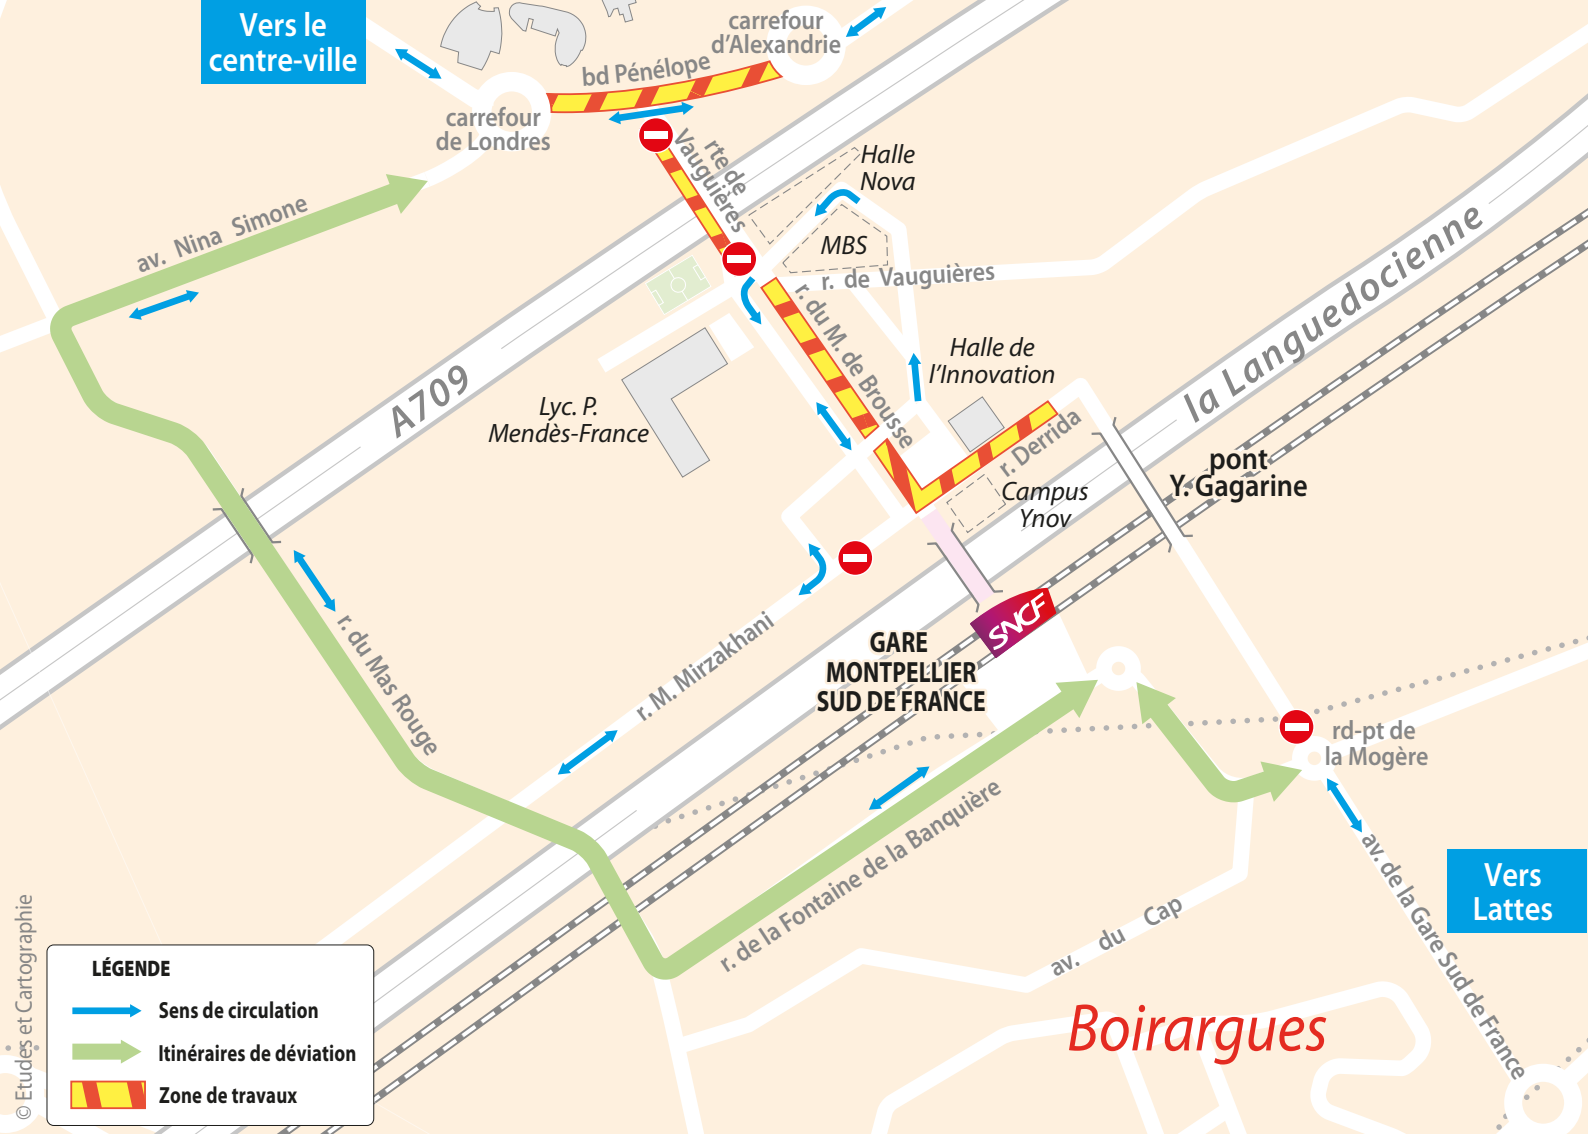 Vers le
centre-ville
carrefour
d'Alexandrie
bd Pénélope
carrefour
de Londres
rte de
Vauguières
Halle
Nova
MBS
r. de Vauguières
av. Nina Simone
A709
la Languedocienne
r. du M. de Brousse
Halle de
l'Innovation
Lyc. P.
Mendès-France
r. Derrida
Campus
Ynov
pont
Y. Gagarine
SNCF
GARE
MONTPELLIER
SUD DE FRANCE
r. M. Mirzakhani
r. du Mas Rouge
rd-pt de
la Mogère
r. de la Fontaine de la Banquière
av. du Cap
av. de la Gare Sud de France
Vers
Lattes
Boirargues
LÉGENDE
Sens de circulation
Itinéraires de déviation
Zone de travaux
© Etudes et Cartographie